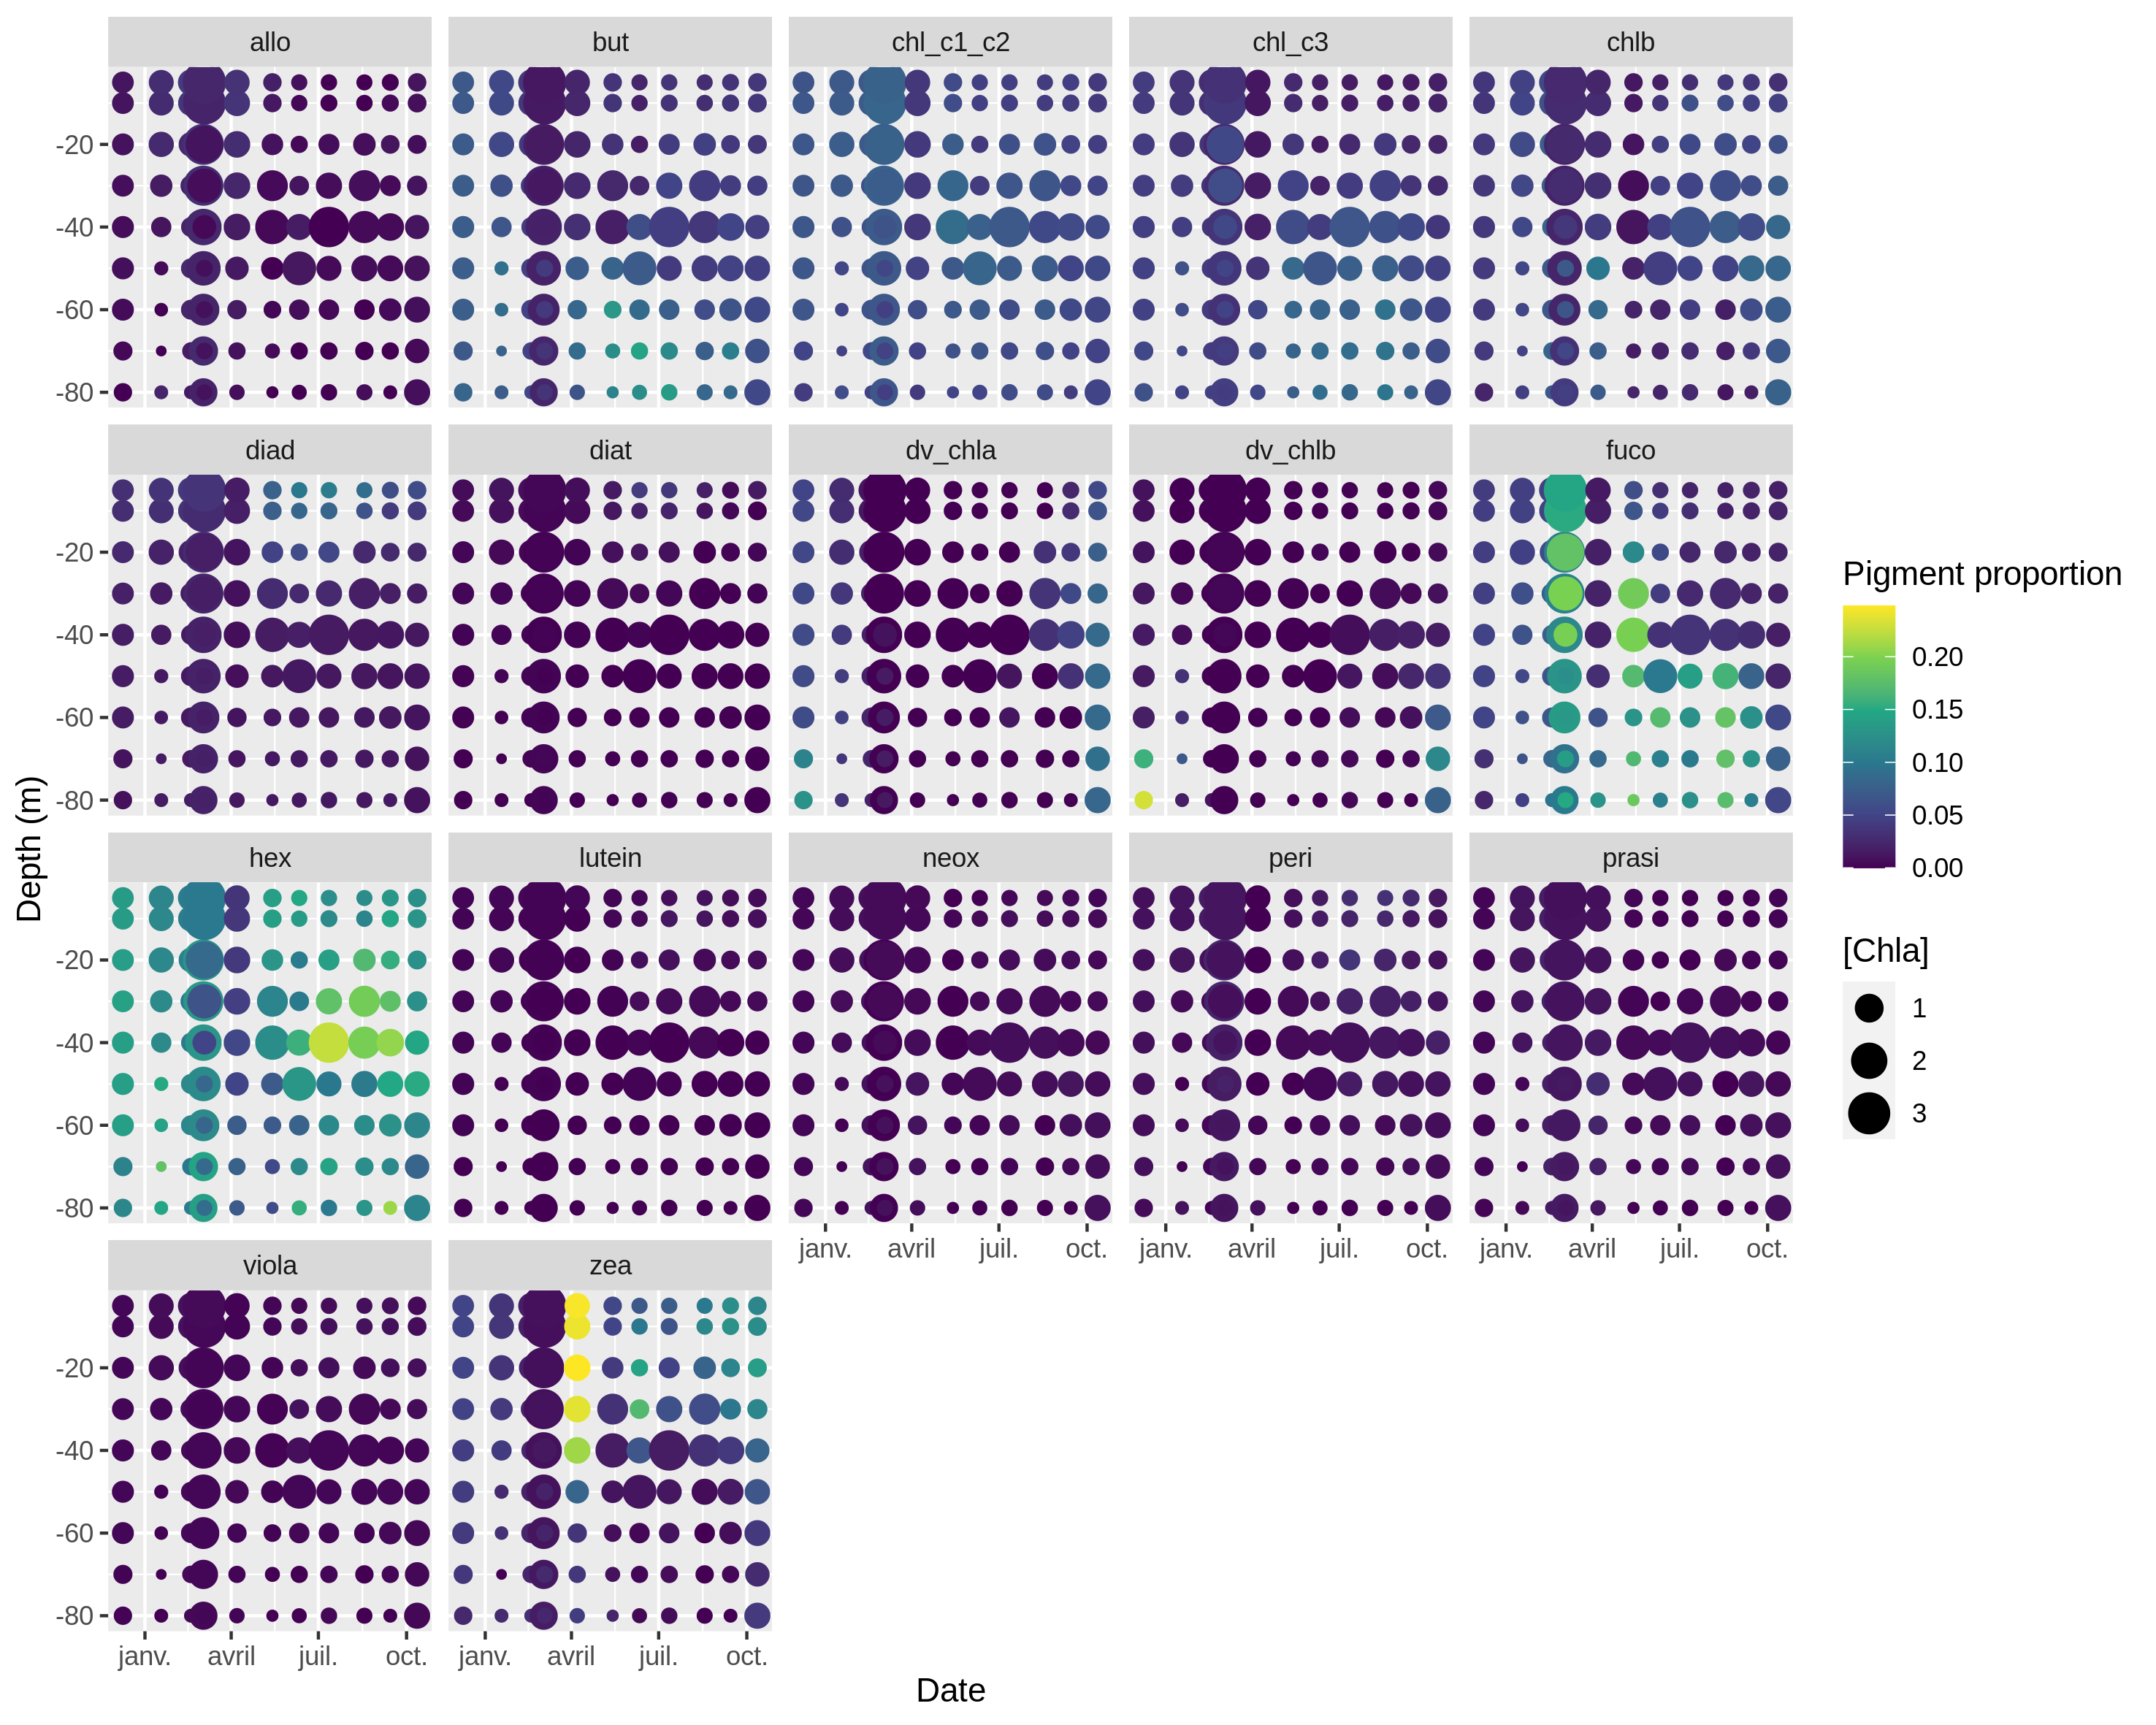 allo but chl_c1_c2 chl_c3 chlb
-20
-40
-60
-80
diad diat dv_chla dv_chlb fuco
-20
-40
-60
-80
hex lutein neox peri prasi
-20
-40
-60
-80
janv. avril juil. oct. janv. avril juil. oct. janv. avril juil. oct.
viola zea
-20
-40
-60
-80
janv. avril juil. oct. janv. avril juil. oct.
Depth (m)
Date
Pigment proportion
0.20
0.15
0.10
0.05
0.00
[Chla]
1
2
3